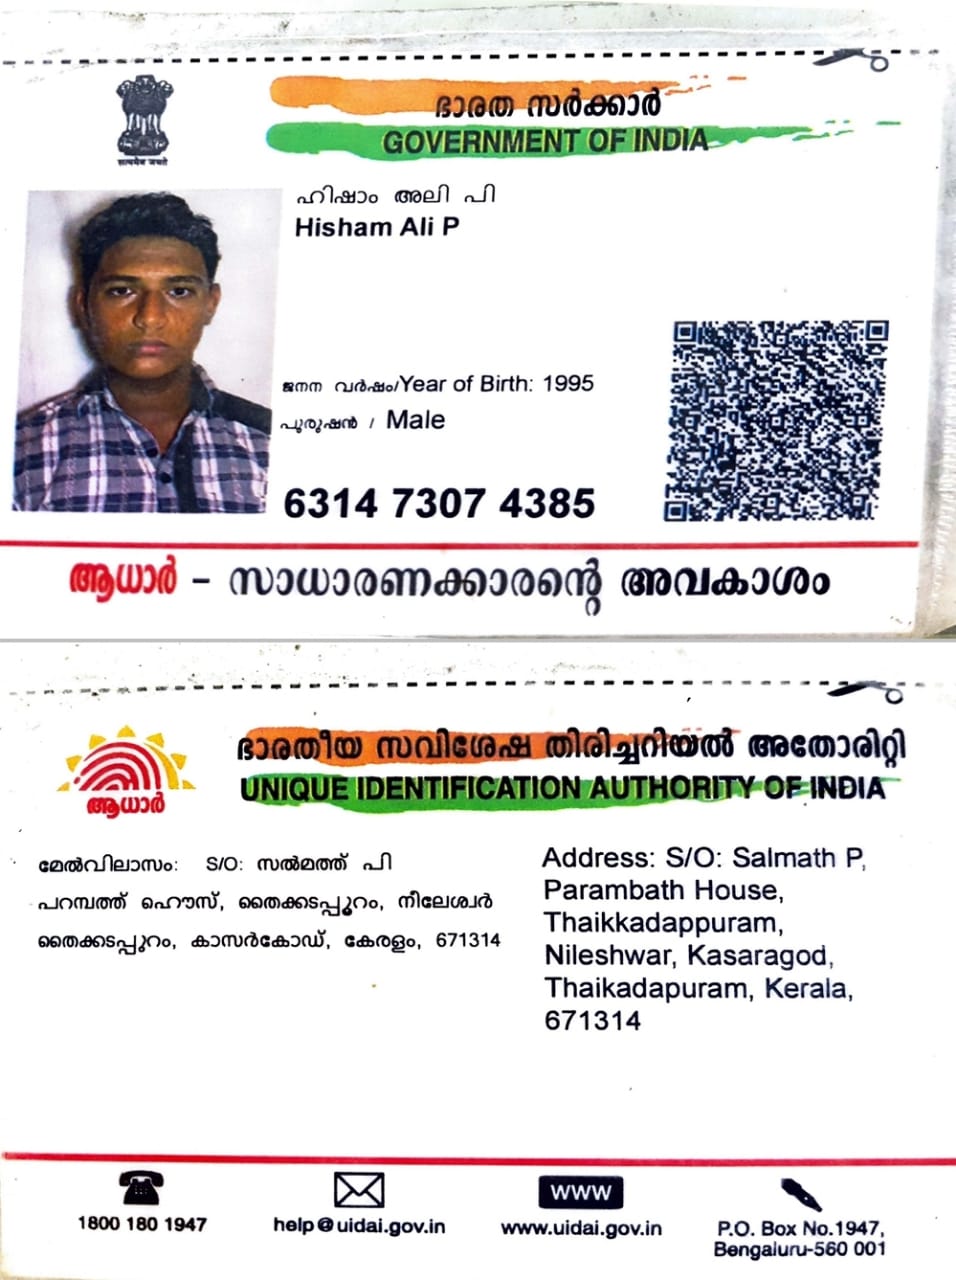 सत्यमेव जयते
ഭാരത സർക്കാർ
GOVERNMENT OF INDIA
ഹിഷാം അലി പി
Hisham Ali P
ജനന വർഷം/Year of Birth: 1995
പുരുഷൻ / Male
6314 7307 4385
ആധാർ - സാധാരണക്കാരന്റെ അവകാശം
ഭാരതീയ സവിശേഷ തിരിച്ചറിയൽ അതോരിറ്റി
UNIQUE IDENTIFICATION AUTHORITY OF INDIA
ആധാർ
മേൽവിലാസം: S/O: സൽമത്ത് പി
പറമ്പത്ത് ഹൌസ്, തൈക്കടപ്പൂറം, നീലേശ്വർ
തൈക്കടപ്പുറം, കാസർകോഡ്, കേരളം, 671314
Address: S/O: Salmath P,
Parambath House,
Thaikkadappuram,
Nileshwar, Kasaragod,
Thaikadapuram, Kerala,
671314
1800 180 1947
help@uidai.gov.in
www
www.uidai.gov.in
P.O. Box No.1947,
Bengaluru-560 001